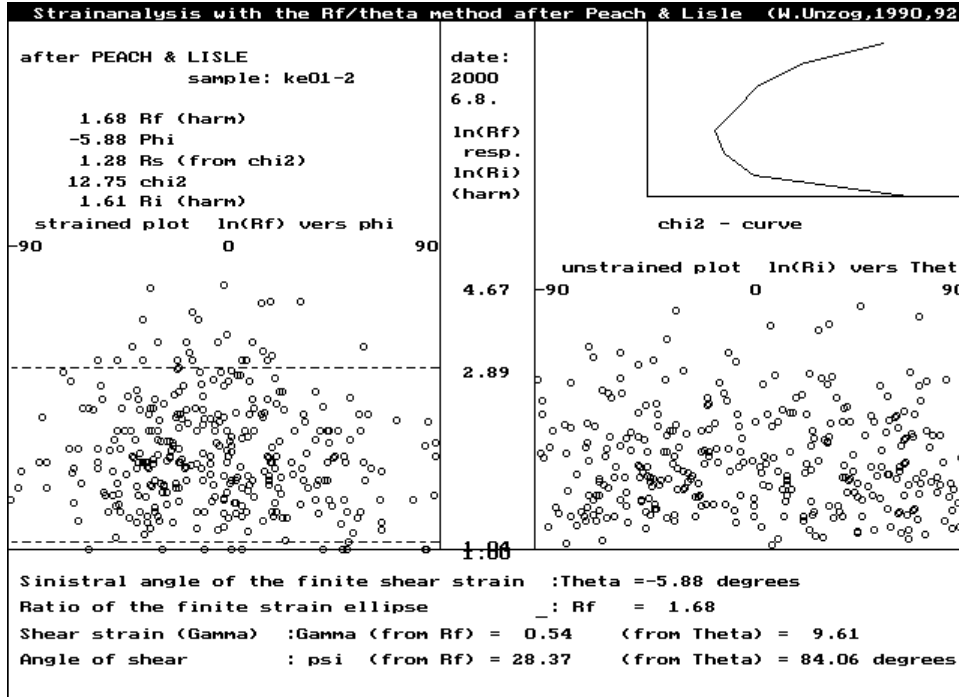 Strainanalysis with the Rf/theta method after Peach & Lisle (W.Unzog,1990,92
after PEACH & LISLE
sample: ke01-2
1.68 Rf (harm)
-5.88 Phi
1.28 Rs (from chi2)
12.75 chi2
1.61 Ri (harm)
strained plot ln(Rf) vers phi
-90 0 90
date:
2000
6.8.
ln(Rf)
resp.
ln(Ri)
(harm)
4.67
2.89
1.04
1.00
chi2 - curve
unstrained plot ln(Ri) vers Thet
-90 0 90
Sinistral angle of the finite shear strain :Theta =-5.88 degrees
Ratio of the finite strain ellipse _: Rf = 1.68
Shear strain (Gamma) :Gamma (from Rf) = 0.54 (from Theta) = 9.61
Angle of shear : psi (from Rf) = 28.37 (from Theta) = 84.06 degrees